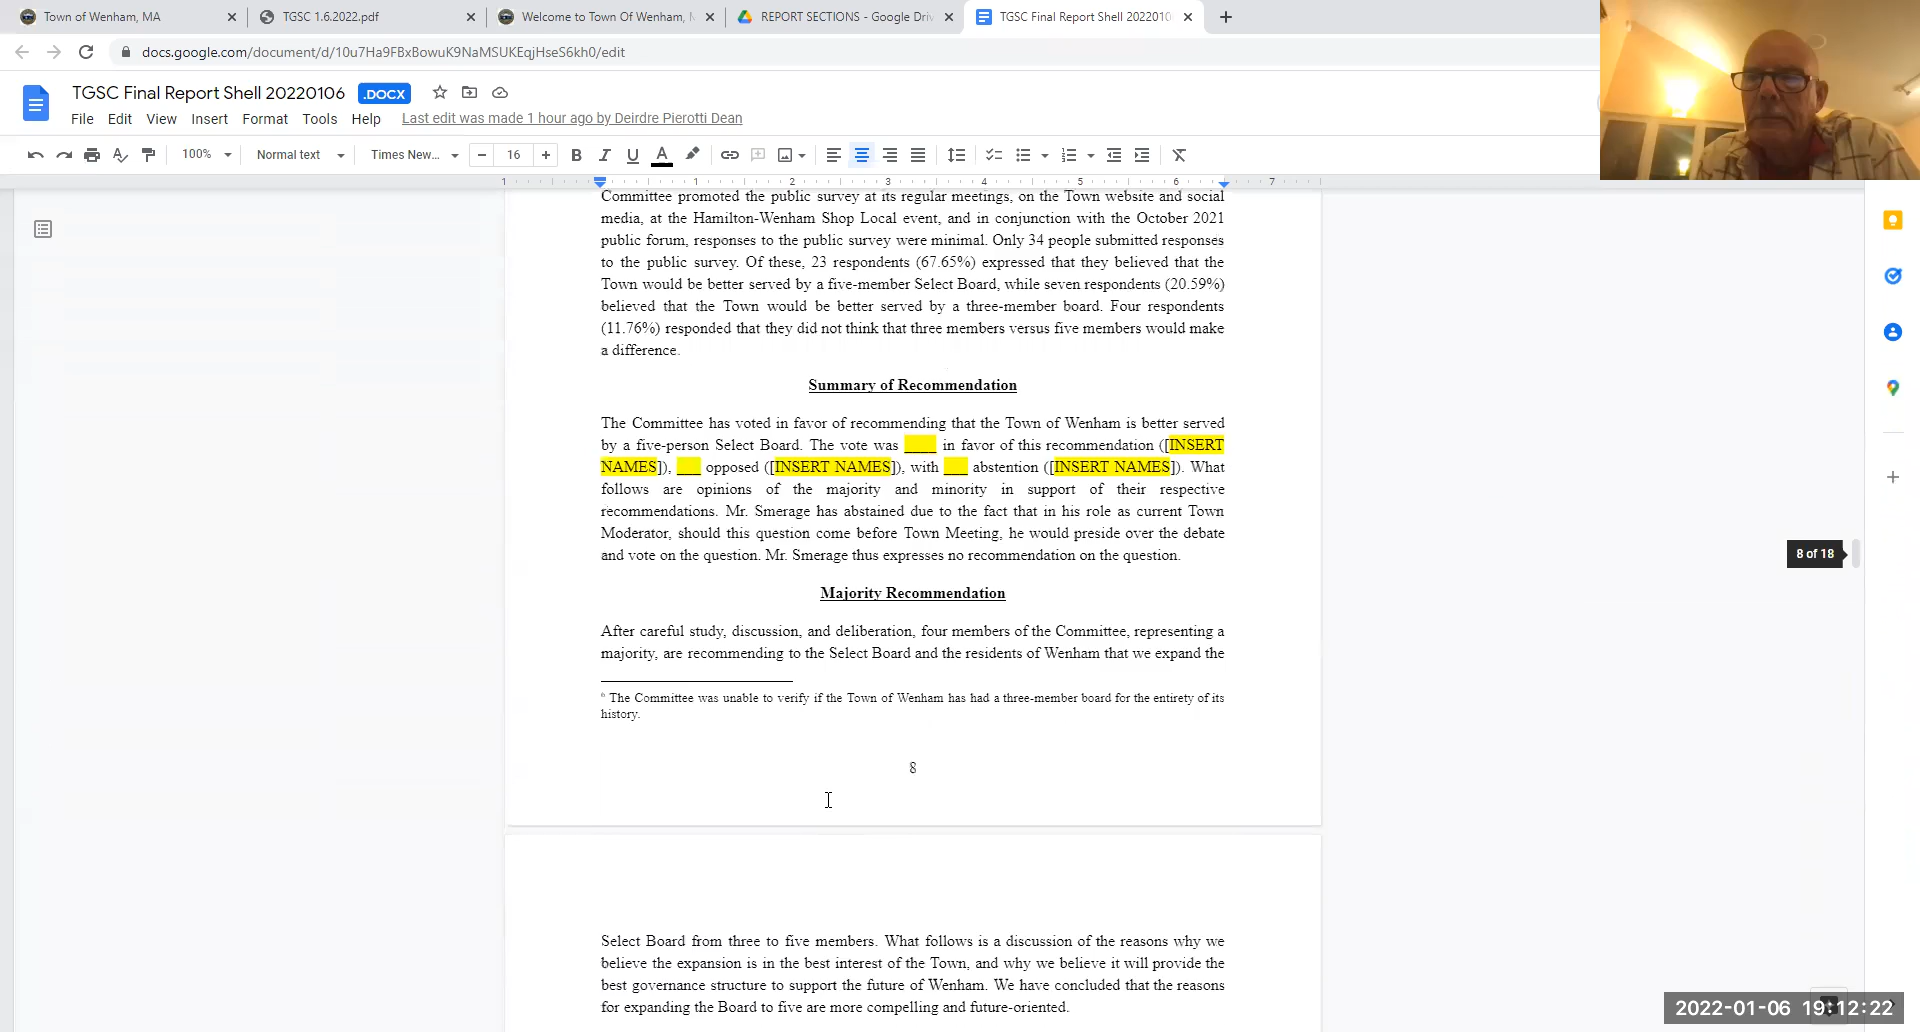 Town of Wenham, MA
TGSC 1.6.2022.pdf
Welcome to Town Of Wenham,
REPORT SECTIONS - Google Driv
TGSC Final Report Shell 2022010
docs.google.com/document/d/10u7Ha9FBxBowuK9NaMSUKEqjHseS6kh0/edit
TGSC Final Report Shell 20220106 .DOCX
File Edit View Insert Format Tools Help Last edit was made 1 hour ago by Deirdre Pierotti Dean
100% Normal text Times New... 16
1 1 2 3 4 5 6 7
Committee promoted the public survey at its regular meetings, on the Town website and social
media, at the Hamilton-Wenham Shop Local event, and in conjunction with the October 2021
public forum, responses to the public survey were minimal. Only 34 people submitted responses
to the public survey. Of these, 23 respondents (67.65%) expressed that they believed that the
Town would be better served by a five-member Select Board, while seven respondents (20.59%)
believed that the Town would be better served by a three-member board. Four respondents
(11.76%) responded that they did not think that three members versus five members would make
a difference.
Summary of Recommendation
The Committee has voted in favor of recommending that the Town of Wenham is better served
by a five-person Select Board. The vote was ____ in favor of this recommendation ([INSERT
NAMES]), ___ opposed ([INSERT NAMES]), with ___ abstention ([INSERT NAMES]). What
follows are opinions of the majority and minority in support of their respective
recommendations. Mr. Smerage has abstained due to the fact that in his role as current Town
Moderator, should this question come before Town Meeting, he would preside over the debate
and vote on the question. Mr. Smerage thus expresses no recommendation on the question.
8 of 18
Majority Recommendation
After careful study, discussion, and deliberation, four members of the Committee, representing a
majority, are recommending to the Select Board and the residents of Wenham that we expand the
⁶ The Committee was unable to verify if the Town of Wenham has had a three-member board for the entirety of its
history.
8
Select Board from three to five members. What follows is a discussion of the reasons why we
believe the expansion is in the best interest of the Town, and why we believe it will provide the
best governance structure to support the future of Wenham. We have concluded that the reasons
for expanding the Board to five are more compelling and future-oriented.
2022-01-06 19:12:22